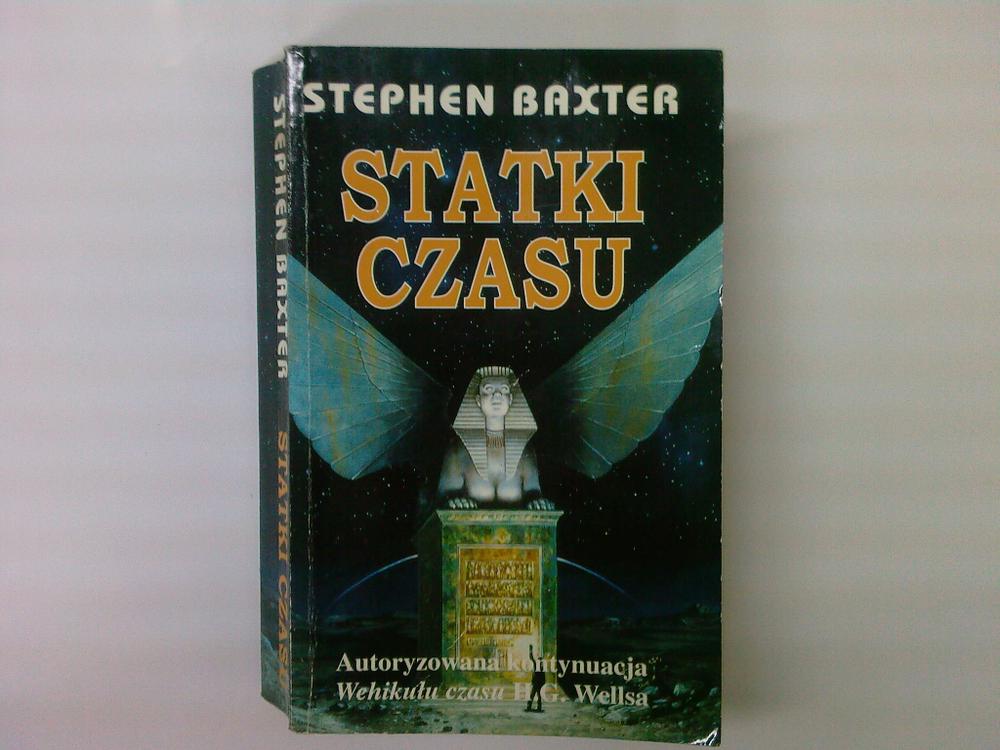 STEPHEN BAXTER
STATKI
CZASU
Autoryzowana kontynuacja
Wehikułu czasu H.G. Wellsa
STEPHEN BAXTER STATKI CZASU